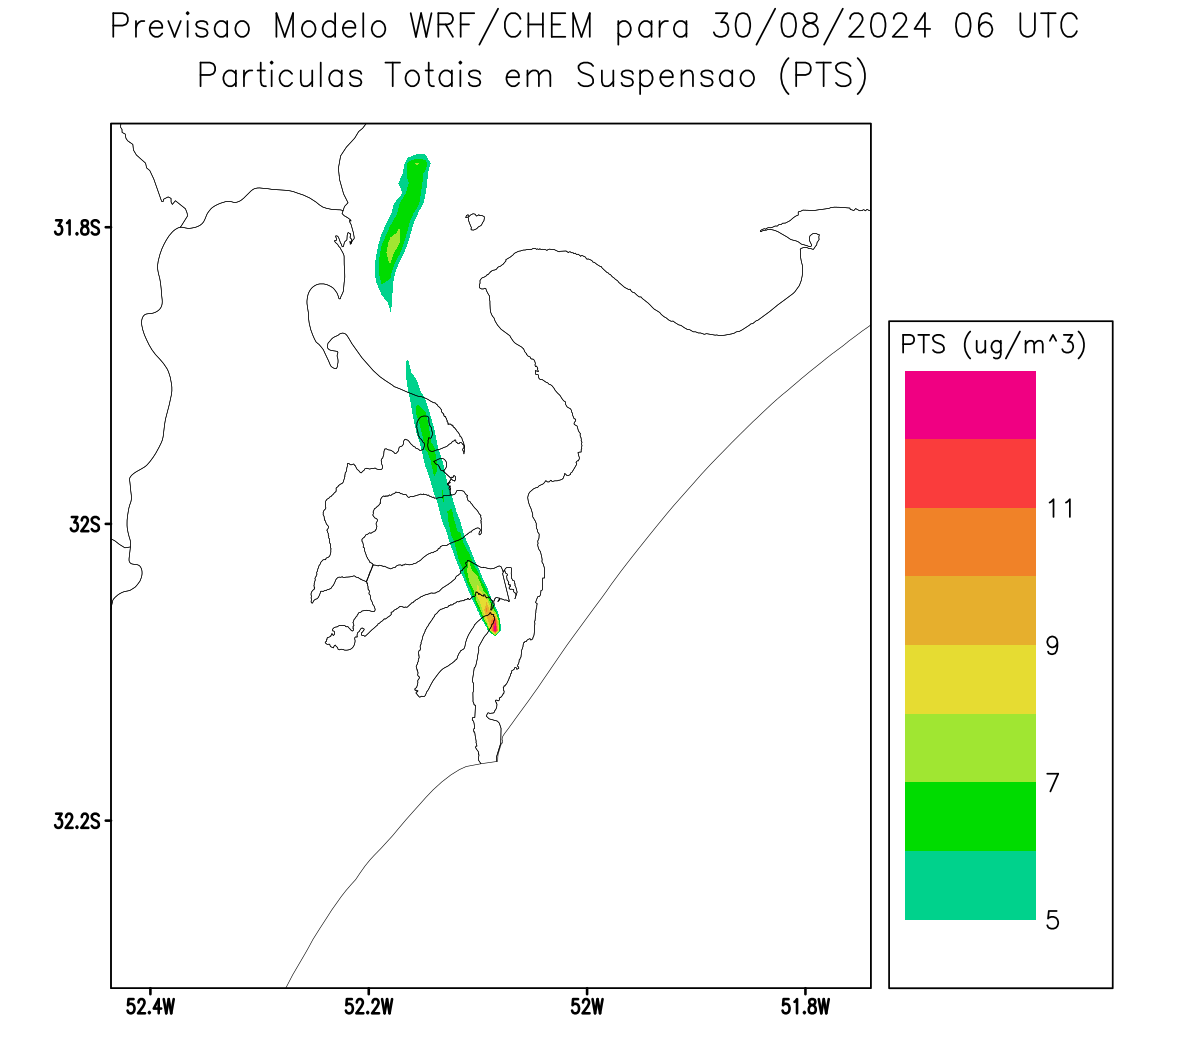 Previsao Modelo WRF/CHEM para 30/08/2024 06 UTC
Particulas Totais em Suspensao (PTS)
31.8S
32S
32.2S
52.4W
52.2W
52W
51.8W
PTS (ug/m^3)
11
9
7
5